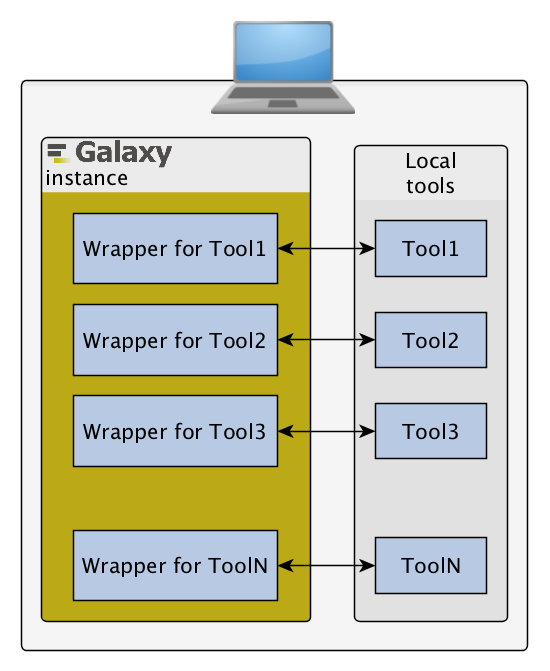 Galaxy
instance
Local
tools
Wrapper for Tool1
Tool1
Wrapper for Tool2
Tool2
Wrapper for Tool3
Tool3
Wrapper for ToolN
ToolN